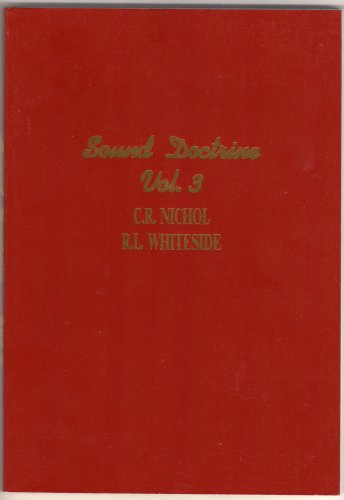 Sound Doctrine
Vol. 3
C.R. NICHOL
R.L. WHITESIDE